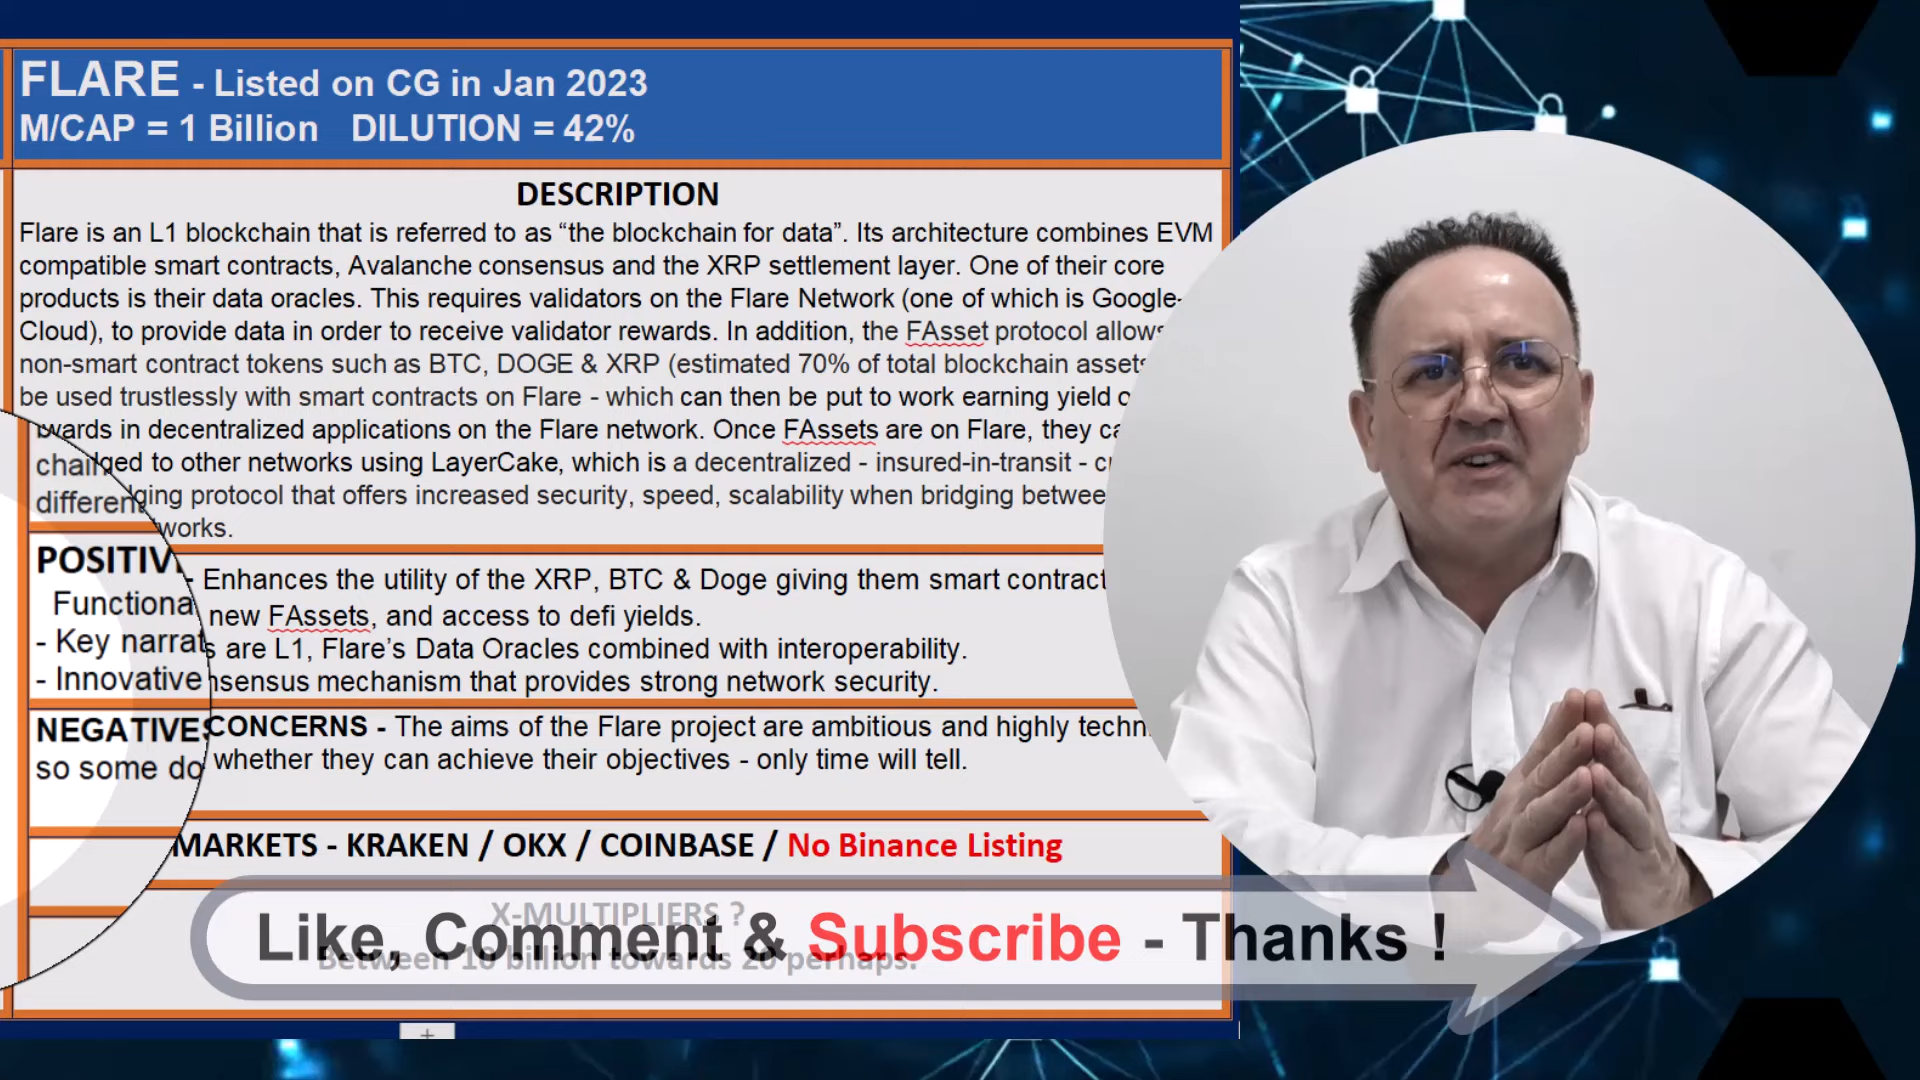 FLARE - Listed on CG in Jan 2023
M/CAP = 1 Billion DILUTION = 42%
DESCRIPTION
Flare is an L1 blockchain that is referred to as “the blockchain for data”. Its architecture combines EVM
compatible smart contracts, Avalanche consensus and the XRP settlement layer. One of their core
products is their data oracles. This requires validators on the Flare Network (one of which is Google-
Cloud), to provide data in order to receive validator rewards. In addition, the FAsset protocol allows
non-smart contract tokens such as BTC, DOGE & XRP (estimated 70% of total blockchain assets
be used trustlessly with smart contracts on Flare - which can then be put to work earning yield
in decentralized applications on the Flare network. Once FAssets are on Flare, they
to other networks using LayerCake, which is a decentralized - insured-in-transit -
protocol that offers increased security, speed, scalability when bridging
different
POSITIV
- Enhances the utility of the XRP, BTC & Doge giving them smart contract
new FAssets, and access to defi yields.
- Key are L1, Flare’s Data Oracles combined with interoperability.
- Innovative mechanism that provides strong network security.
NEGATIVES CONCERNS - The aims of the Flare project are ambitious and highly
so some whether they can achieve their objectives - only time will tell.
MARKETS - KRAKEN / OKX / COINBASE / No Binance Listing
X-MULTIPLIERS ?
Like, Comment & Subscribe - Thanks !
Between 10 billion towards 20 perhaps.